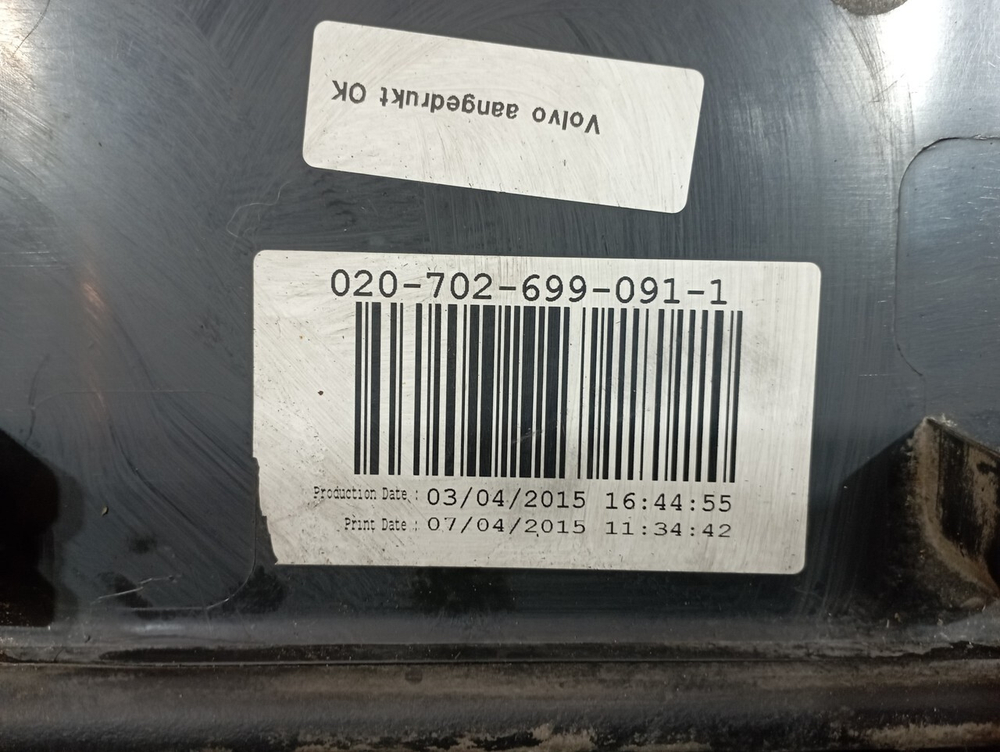 Volvo aangedrukt OK
020-702-699-091-1
Production Date : 03/04/2015 16:44:55
Print Date : 07/04/2015 11:34:42